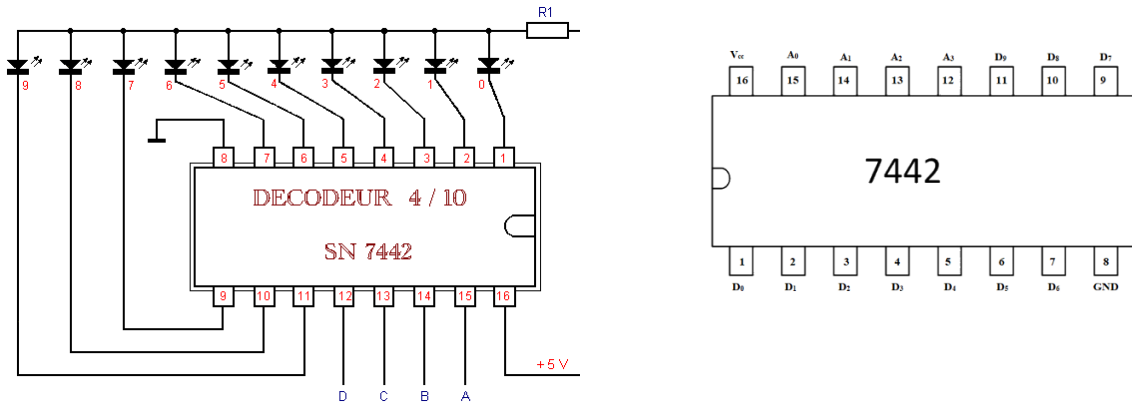 R1
9 8 7 6 5 4 3 2 1 0
8 7 6 5 4 3 2 1
DECODEUR 4 / 10
SN 7442
9 10 11 12 13 14 15 16
+5 V
D C B A
Vcc A0 A1 A2 A3 D9 D8 D7
16 15 14 13 12 11 10 9
7442
1 2 3 4 5 6 7 8
D0 D1 D2 D3 D4 D5 D6 GND